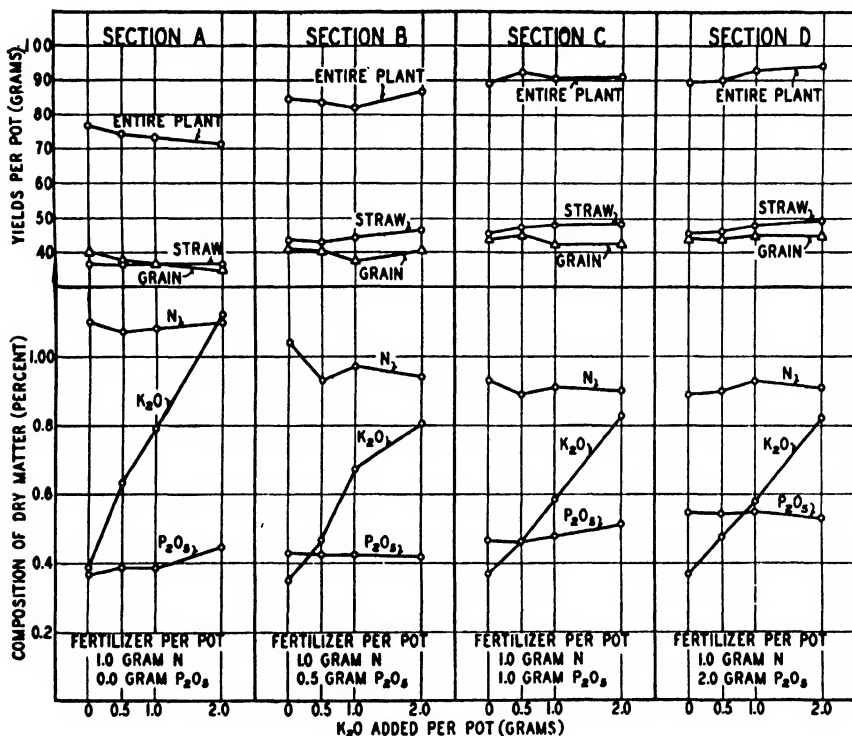 SECTION A
SECTION B
SECTION C
SECTION D
YIELDS PER POT (GRAMS)
100
90
80
70
60
50
40
ENTIRE PLANT
STRAW
GRAIN
ENTIRE PLANT
STRAW
GRAIN
ENTIRE PLANT
STRAW
GRAIN
ENTIRE PLANT
STRAW
GRAIN
COMPOSITION OF DRY MATTER (PERCENT)
1.00
0.8
0.6
0.4
0.2
N
K₂O
P₂O₅
N
K₂O
P₂O₅
N
K₂O
P₂O₅
N
K₂O
P₂O₅
FERTILIZER PER POT
1.0 GRAM N
0.0 GRAM P₂O₅
FERTILIZER PER POT
1.0 GRAM N
0.5 GRAM P₂O₅
FERTILIZER PER POT
1.0 GRAM N
1.0 GRAM P₂O₅
FERTILIZER PER POT
1.0 GRAM N
2.0 GRAM P₂O₅
0 0.5 1.0 2.0
0 0.5 1.0 2.0
0 0.5 1.0 2.0
0 0.5 1.0 2.0
K₂O ADDED PER POT (GRAMS)